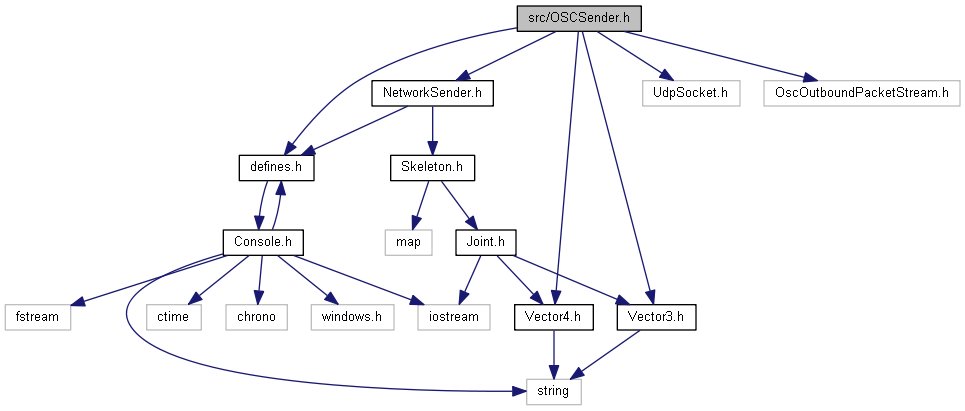 src/OSCSender.h
NetworkSender.h
UdpSocket.h
OscOutboundPacketStream.h
defines.h
Skeleton.h
Console.h
map
Joint.h
fstream
ctime
chrono
windows.h
iostream
Vector4.h
Vector3.h
string